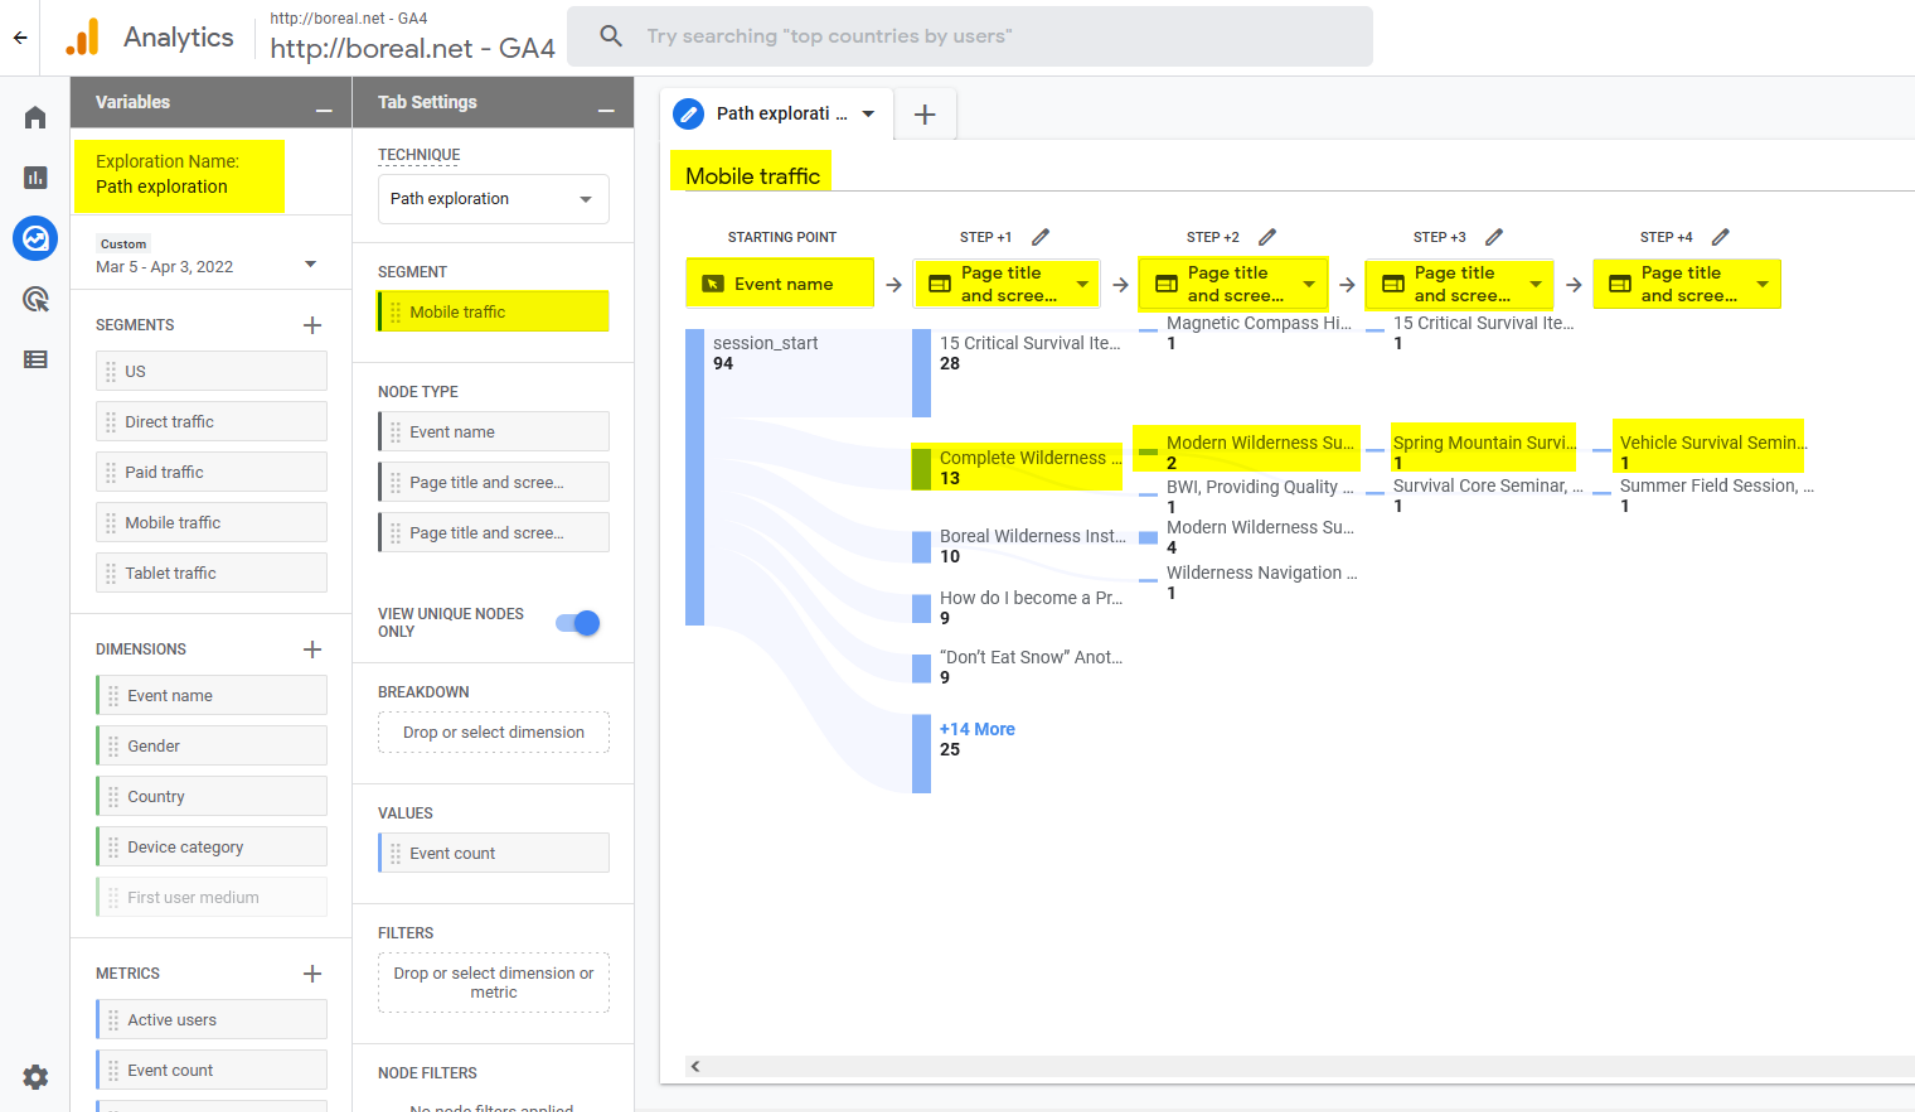 http://boreal.net - GA4
Analytics
http://boreal.net - GA4
Try searching "top countries by users"
Variables
Exploration Name:
Path exploration
Custom
Mar 5 - Apr 3, 2022
SEGMENTS
US
Direct traffic
Paid traffic
Mobile traffic
Tablet traffic
DIMENSIONS
Event name
Gender
Country
Device category
First user medium
METRICS
Active users
Event count
Tab Settings
TECHNIQUE
Path exploration
SEGMENT
Mobile traffic
NODE TYPE
Event name
Page title and scree...
Page title and scree...
VIEW UNIQUE NODES
ONLY
BREAKDOWN
Drop or select dimension
VALUES
Event count
FILTERS
Drop or select dimension or
metric
NODE FILTERS
No node filters applied
Path explorati ...
Mobile traffic
STARTING POINT
Event name
session_start
94
STEP +1
Page title
and scree...
15 Critical Survival Ite...
28
Complete Wilderness ...
13
Boreal Wilderness Inst...
10
How do I become a Pr...
9
“Don’t Eat Snow” Anot...
9
+14 More
25
STEP +2
Page title
and scree...
Magnetic Compass Hi...
1
Modern Wilderness Su...
2
BWI, Providing Quality ...
1
Modern Wilderness Su...
4
Wilderness Navigation ...
1
STEP +3
Page title
and scree...
15 Critical Survival Ite...
1
Spring Mountain Survi...
1
Survival Core Seminar, ...
1
STEP +4
Page title
and scree...
Vehicle Survival Semin...
1
Summer Field Session, ...
1